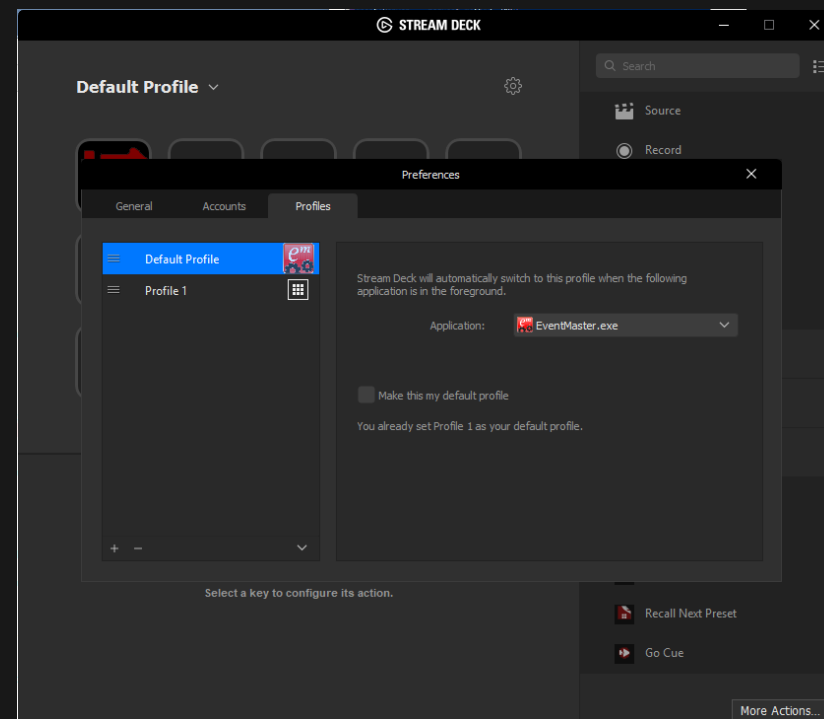 STREAM DECK
Default Profile
Search
Source
Record
Preferences
General
Accounts
Profiles
Default Profile
Profile 1
Stream Deck will automatically switch to this profile when the following
application is in the foreground.
Application:
EventMaster.exe
Make this my default profile
You already set Profile 1 as your default profile.
+ −
Select a key to configure its action.
Recall Next Preset
Go Cue
More Actions...